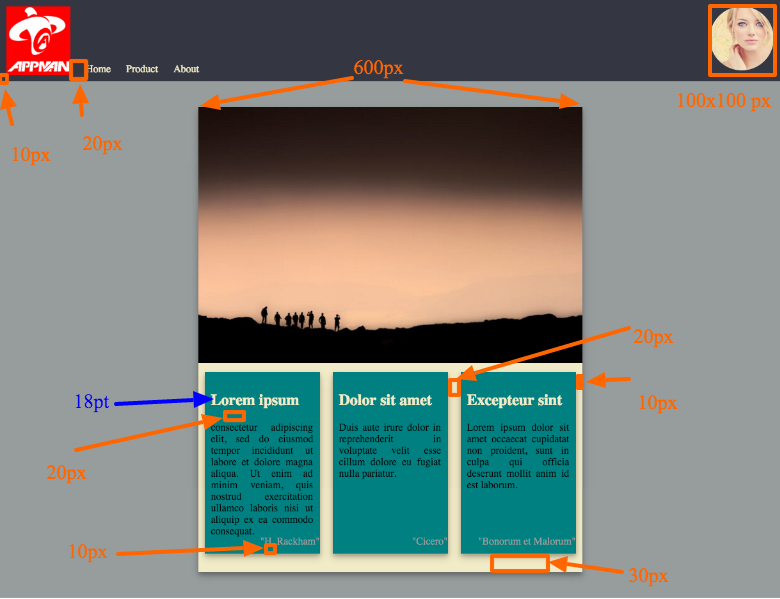 APPMAN
Home Product About
600px
100x100 px
20px
10px
20px
18pt
Lorem ipsum
consectetur adipiscing
elit, sed do eiusmod
tempor incididunt ut
labore et dolore magna
aliqua. Ut enim ad
minim veniam, quis
nostrud exercitation
ullamco laboris nisi ut
aliquip ex ea commodo
consequat.
"H. Rackham"
Dolor sit amet
Duis aute irure dolor in
reprehenderit in
voluptate velit esse
cillum dolore eu fugiat
nulla pariatur.
"Cicero"
Excepteur sint
Lorem ipsum dolor sit
amet occaecat cupidatat
non proident, sunt in
culpa qui officia
deserunt mollit anim id
est laborum.
"Bonorum et Malorum"
10px
20px
10px
30px